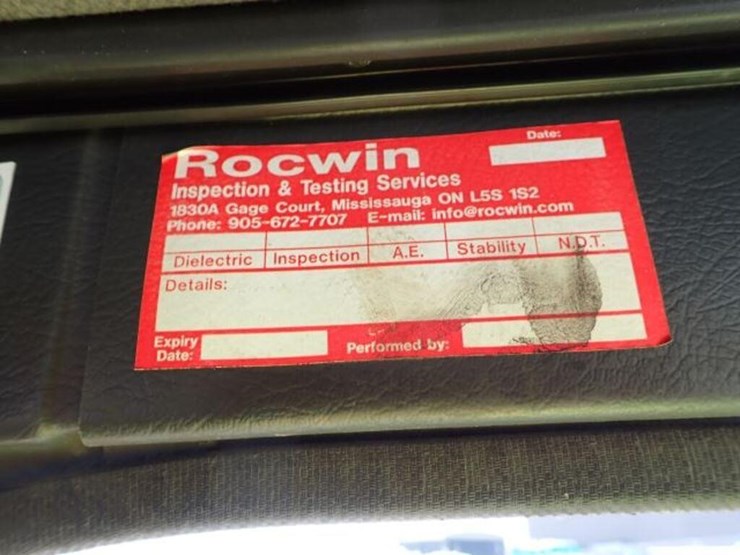 Rocwin
Date:
Inspection & Testing Services
1830A Gage Court, Mississauga ON L5S 1S2
Phone: 905-672-7707 E-mail: info@rocwin.com
Dielectric Inspection A.E. Stability N.D.T.
Details:
Expiry Date:
Performed by: